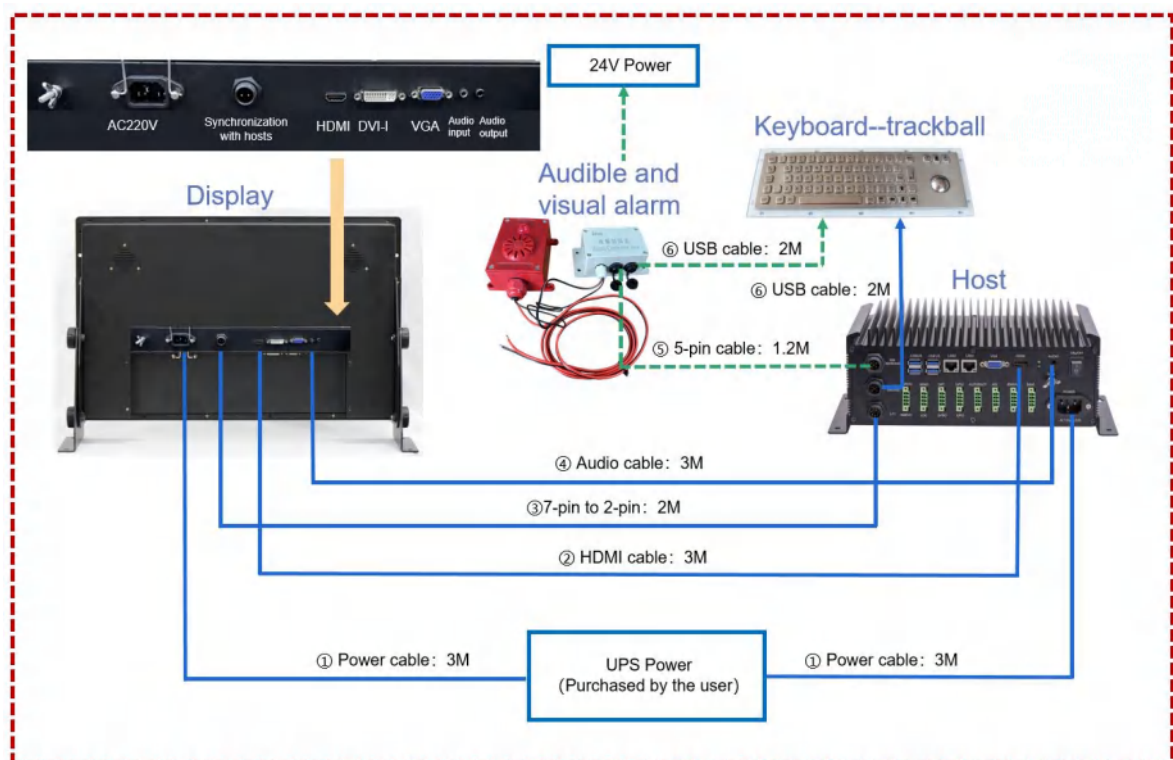 24V Power
AC220V
Synchronization
with hosts
HDMI
DVI-I
VGA
Audio
input
Audio
output
Keyboard--trackball
Display
Audible and
visual alarm
⑥ USB cable：2M
⑥ USB cable：2M
Host
⑤ 5-pin cable：1.2M
④ Audio cable：3M
③7-pin to 2-pin：2M
② HDMI cable：3M
① Power cable：3M
UPS Power
(Purchased by the user)
① Power cable：3M